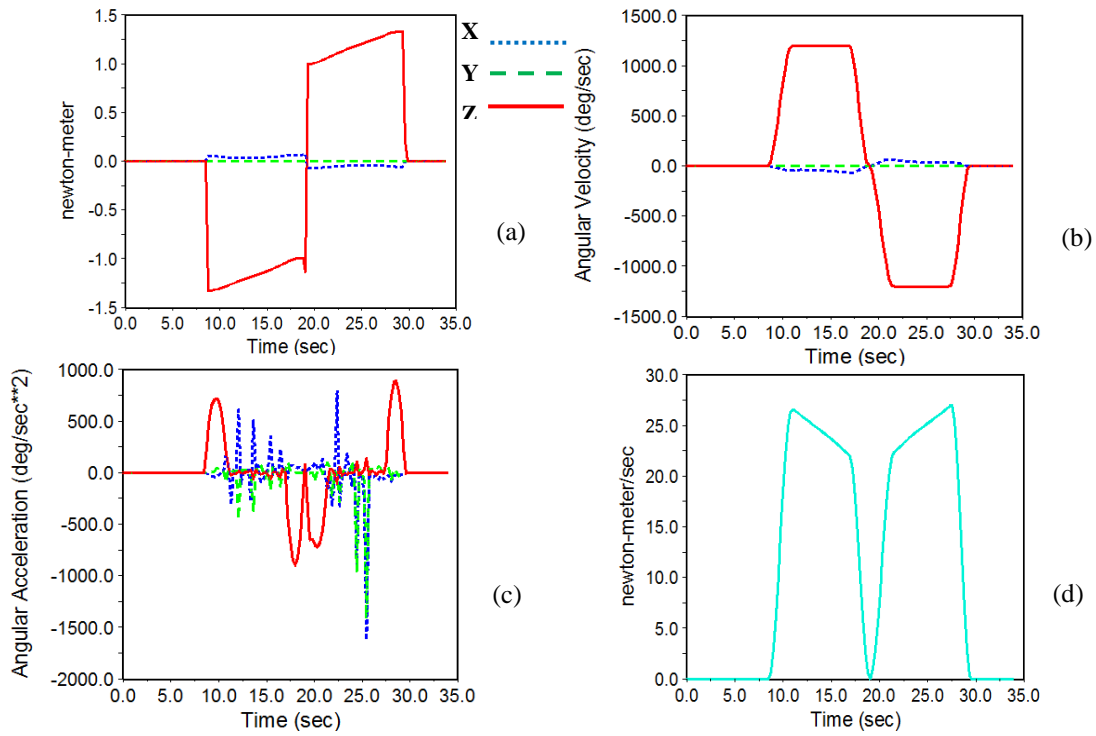 1.5
1.0
0.5
0.0
-0.5
-1.0
-1.5
newton-meter
0.0 5.0 10.0 15.0 20.0 25.0 30.0 35.0
Time (sec)
(a)
X
Y
Z
1500.0
1000.0
500.0
0.0
-500.0
-1000.0
-1500.0
Angular Velocity (deg/sec)
0.0 5.0 10.0 15.0 20.0 25.0 30.0 35.0
Time (sec)
(b)
1000.0
500.0
0.0
-500.0
-1000.0
-1500.0
-2000.0
Angular Acceleration (deg/sec**2)
0.0 5.0 10.0 15.0 20.0 25.0 30.0 35.0
Time (sec)
(c)
30.0
25.0
20.0
15.0
10.0
5.0
0.0
newton-meter/sec
0.0 5.0 10.0 15.0 20.0 25.0 30.0 35.0
Time (sec)
(d)